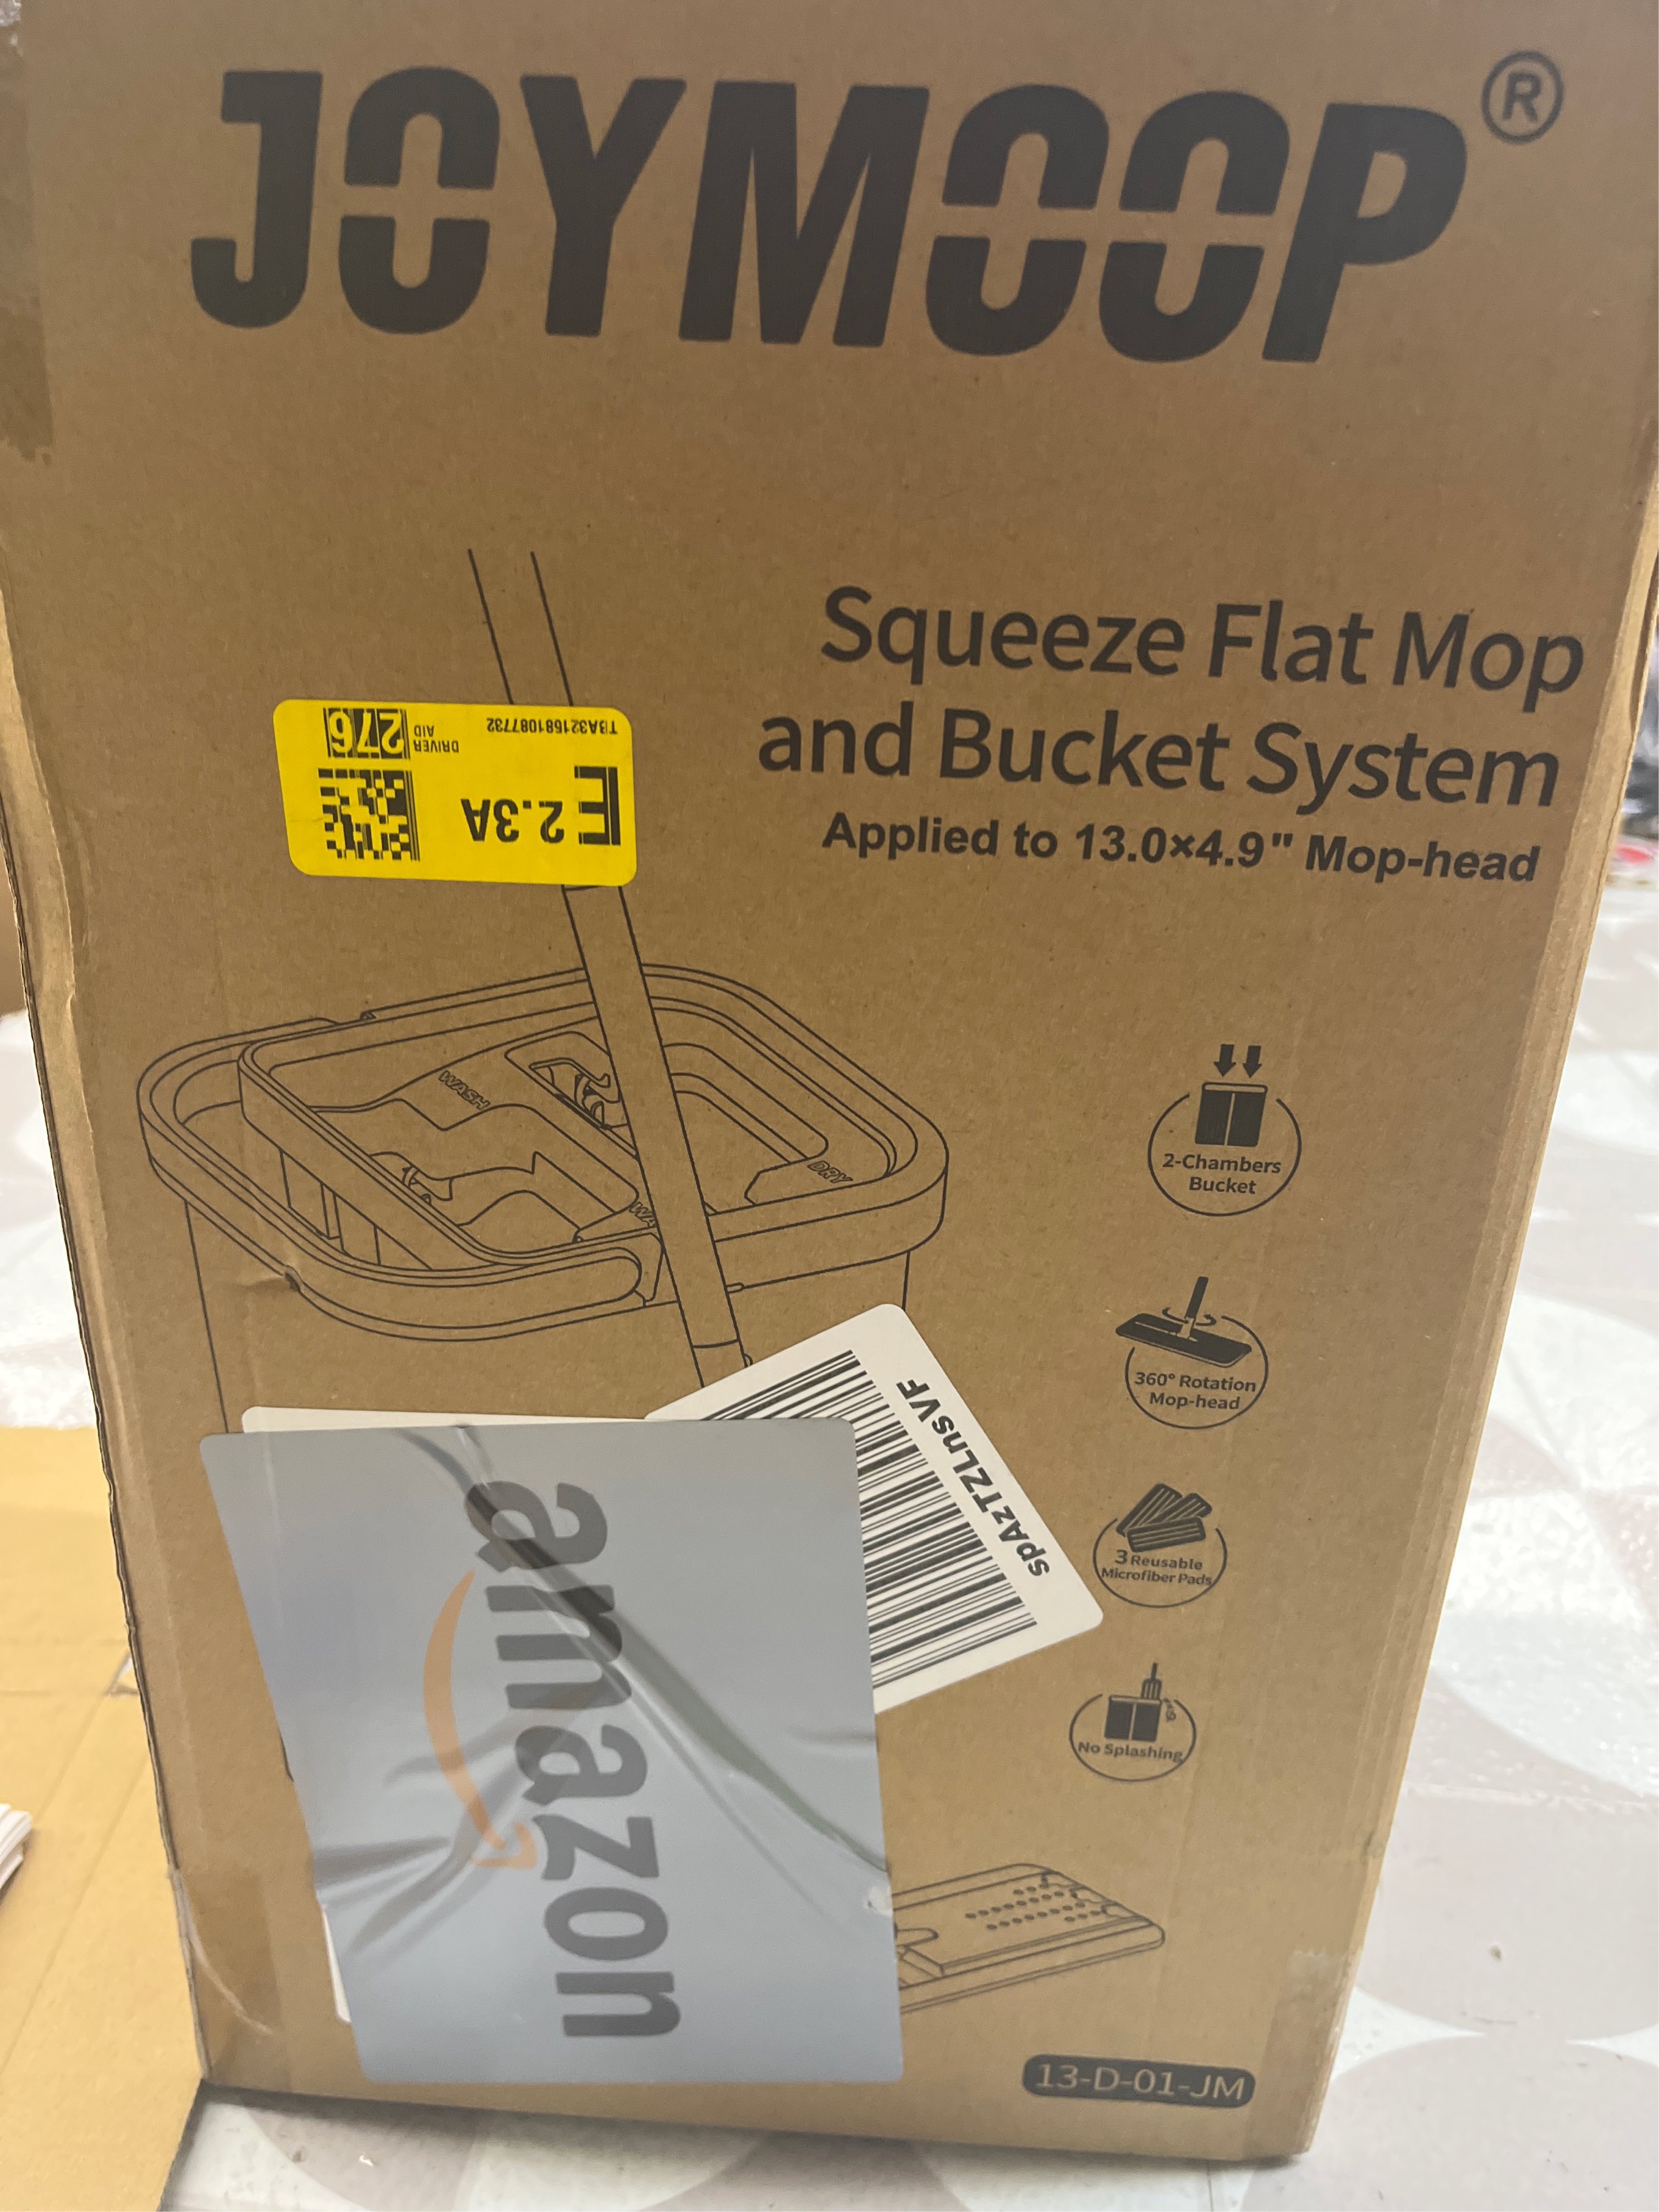 JOYMOOP®
Squeeze Flat Mop
and Bucket System
Applied to 13.0×4.9" Mop-head
E 2.3A
DRIVER
AID
276
TBA321581087732
WASH
DRY
WA
2-Chambers
Bucket
360° Rotation
Mop-head
3 Reusable
Microfiber Pads
No Splashing
spAzTZLnsVF
amazon
13-D-01-JM